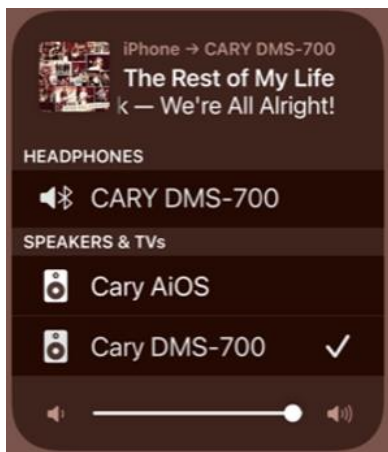 iPhone → CARY DMS-700
The Rest of My Life
k — We're All Alright!
HEADPHONES
CARY DMS-700
SPEAKERS & TVs
Cary AiOS
Cary DMS-700